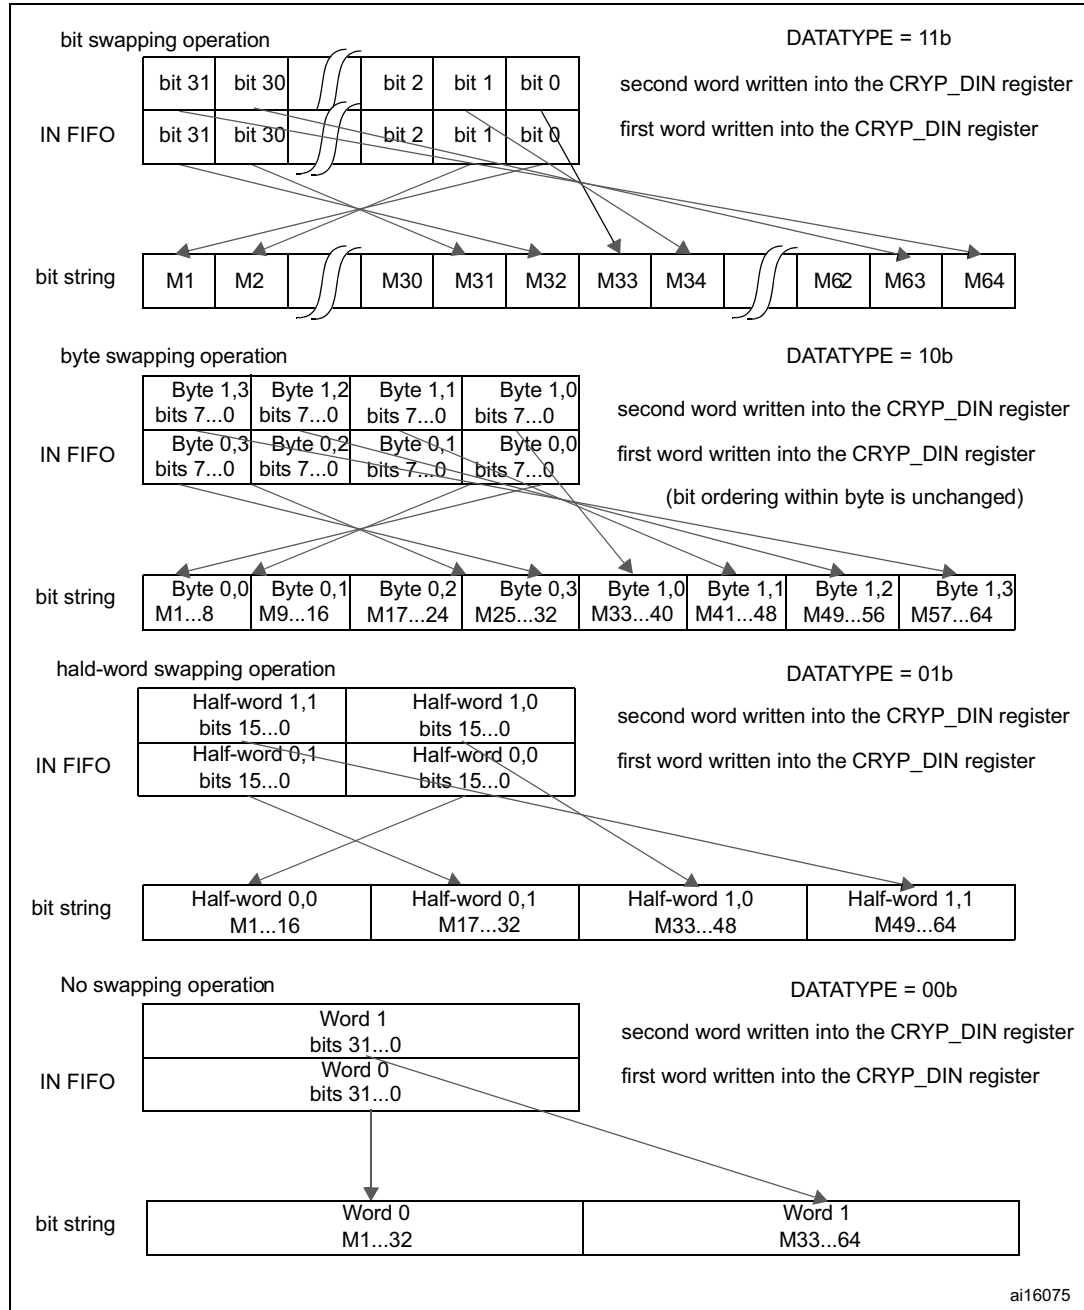 bit swapping operation DATATYPE = 11b
bit 31 bit 30 bit 2 bit 1 bit 0 second word written into the CRYP_DIN register
IN FIFO bit 31 bit 30 bit 2 bit 1 bit 0 first word written into the CRYP_DIN register
bit string M1 M2 M30 M31 M32 M33 M34 M62 M63 M64
byte swapping operation DATATYPE = 10b
Byte 1,3 Byte 1,2 Byte 1,1 Byte 1,0
bits 7...0 bits 7...0 bits 7...0 bits 7...0 second word written into the CRYP_DIN register
IN FIFO Byte 0,3 Byte 0,2 Byte 0,1 Byte 0,0 first word written into the CRYP_DIN register
bits 7...0 bits 7...0 bits 7...0 bits 7...0
(bit ordering within byte is unchanged)
bit string Byte 0,0 Byte 0,1 Byte 0,2 Byte 0,3 Byte 1,0 Byte 1,1 Byte 1,2 Byte 1,3
M1...8 M9...16 M17...24 M25...32 M33...40 M41...48 M49...56 M57...64
hald-word swapping operation DATATYPE = 01b
Half-word 1,1 Half-word 1,0
bits 15...0 bits 15...0 second word written into the CRYP_DIN register
IN FIFO Half-word 0,1 Half-word 0,0 first word written into the CRYP_DIN register
bits 15...0 bits 15...0
bit string Half-word 0,0 Half-word 0,1 Half-word 1,0 Half-word 1,1
M1...16 M17...32 M33...48 M49...64
No swapping operation DATATYPE = 00b
Word 1
bits 31...0 second word written into the CRYP_DIN register
IN FIFO Word 0 first word written into the CRYP_DIN register
bits 31...0
bit string Word 0 Word 1
M1...32 M33...64
ai16075